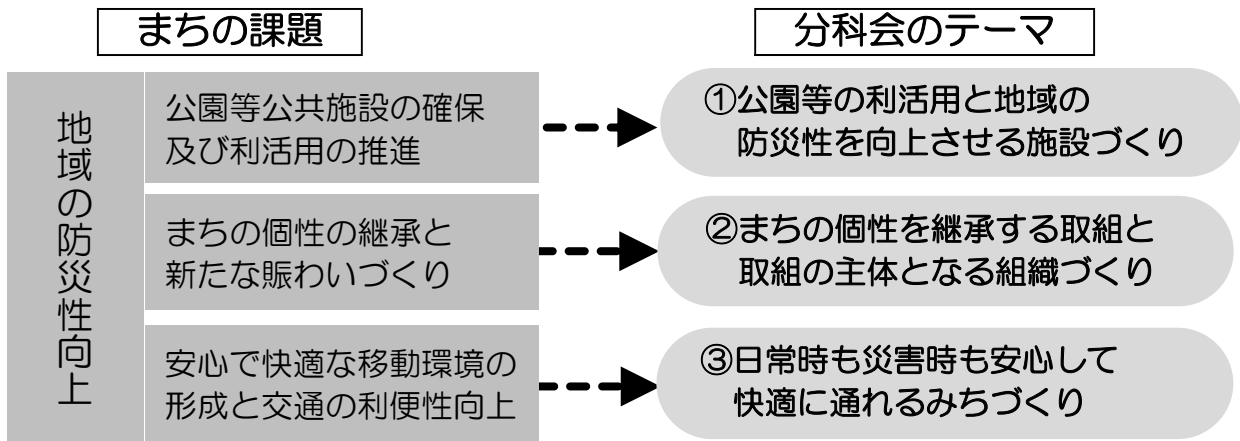 まちの課題
分科会のテーマ
地域の防災性向上
公園等公共施設の確保
及び利活用の推進
①公園等の利活用と地域の
防災性を向上させる施設づくり
まちの個性の継承と
新たな賑わいづくり
②まちの個性を継承する取組と
取組の主体となる組織づくり
安心で快適な移動環境の
形成と交通の利便性向上
③日常時も災害時も安心して
快適に通れるみちづくり